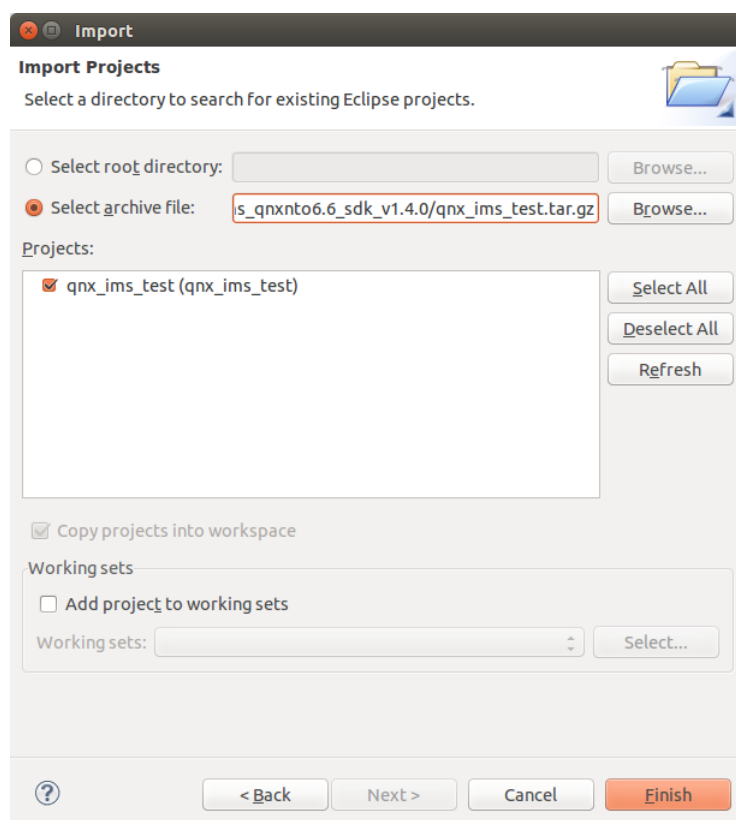 Import
Import Projects
Select a directory to search for existing Eclipse projects.
Select root directory: Browse...
Select archive file: s_qnxnto6.6_sdk_v1.4.0/qnx_ims_test.tar.gz Browse...
Projects:
qnx_ims_test (qnx_ims_test)
Select All
Deselect All
Refresh
Copy projects into workspace
Working sets
Add project to working sets
Working sets: Select...
? < Back Next > Cancel Finish